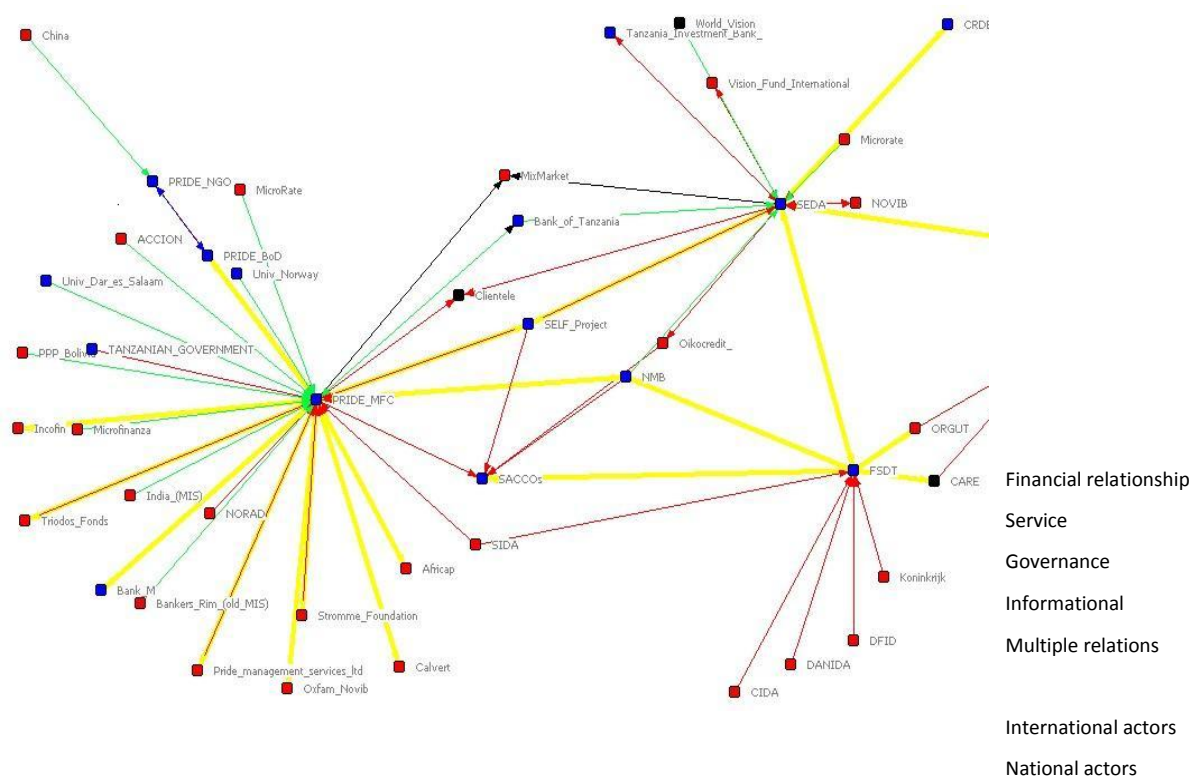 China
World_Vision
Tanzania_Investment_Bank_
CRDB
Vision_Fund_International
Microrate
PRIDE_NGO
MicroRate
MixMarket
SEDA
NOVIB
ACCION
Bank_of_Tanzania
PRIDE_BoD
Univ_Norway
Univ_Dar_es_Salaam
Clientele
SELF_Project
Oikocredit_
PPP_Bolivia
TANZANIAN_GOVERNMENT
NMB
PRIDE_MFC
Incofin
Microfinanza
ORGUT
FSDT
SACCOs
CARE
Financial relationship
India_(MIS)
NORAD
Triodos_Fonds
Service
SIDA
Governance
Africap
Koninkrijk
Bank_M
Bankers_Rim_(old_MIS)
Informational
Stromme_Foundation
DFID
Multiple relations
Pride_management_services_ltd
Calvert
DANIDA
Oxfam_Novib
CIDA
International actors
National actors